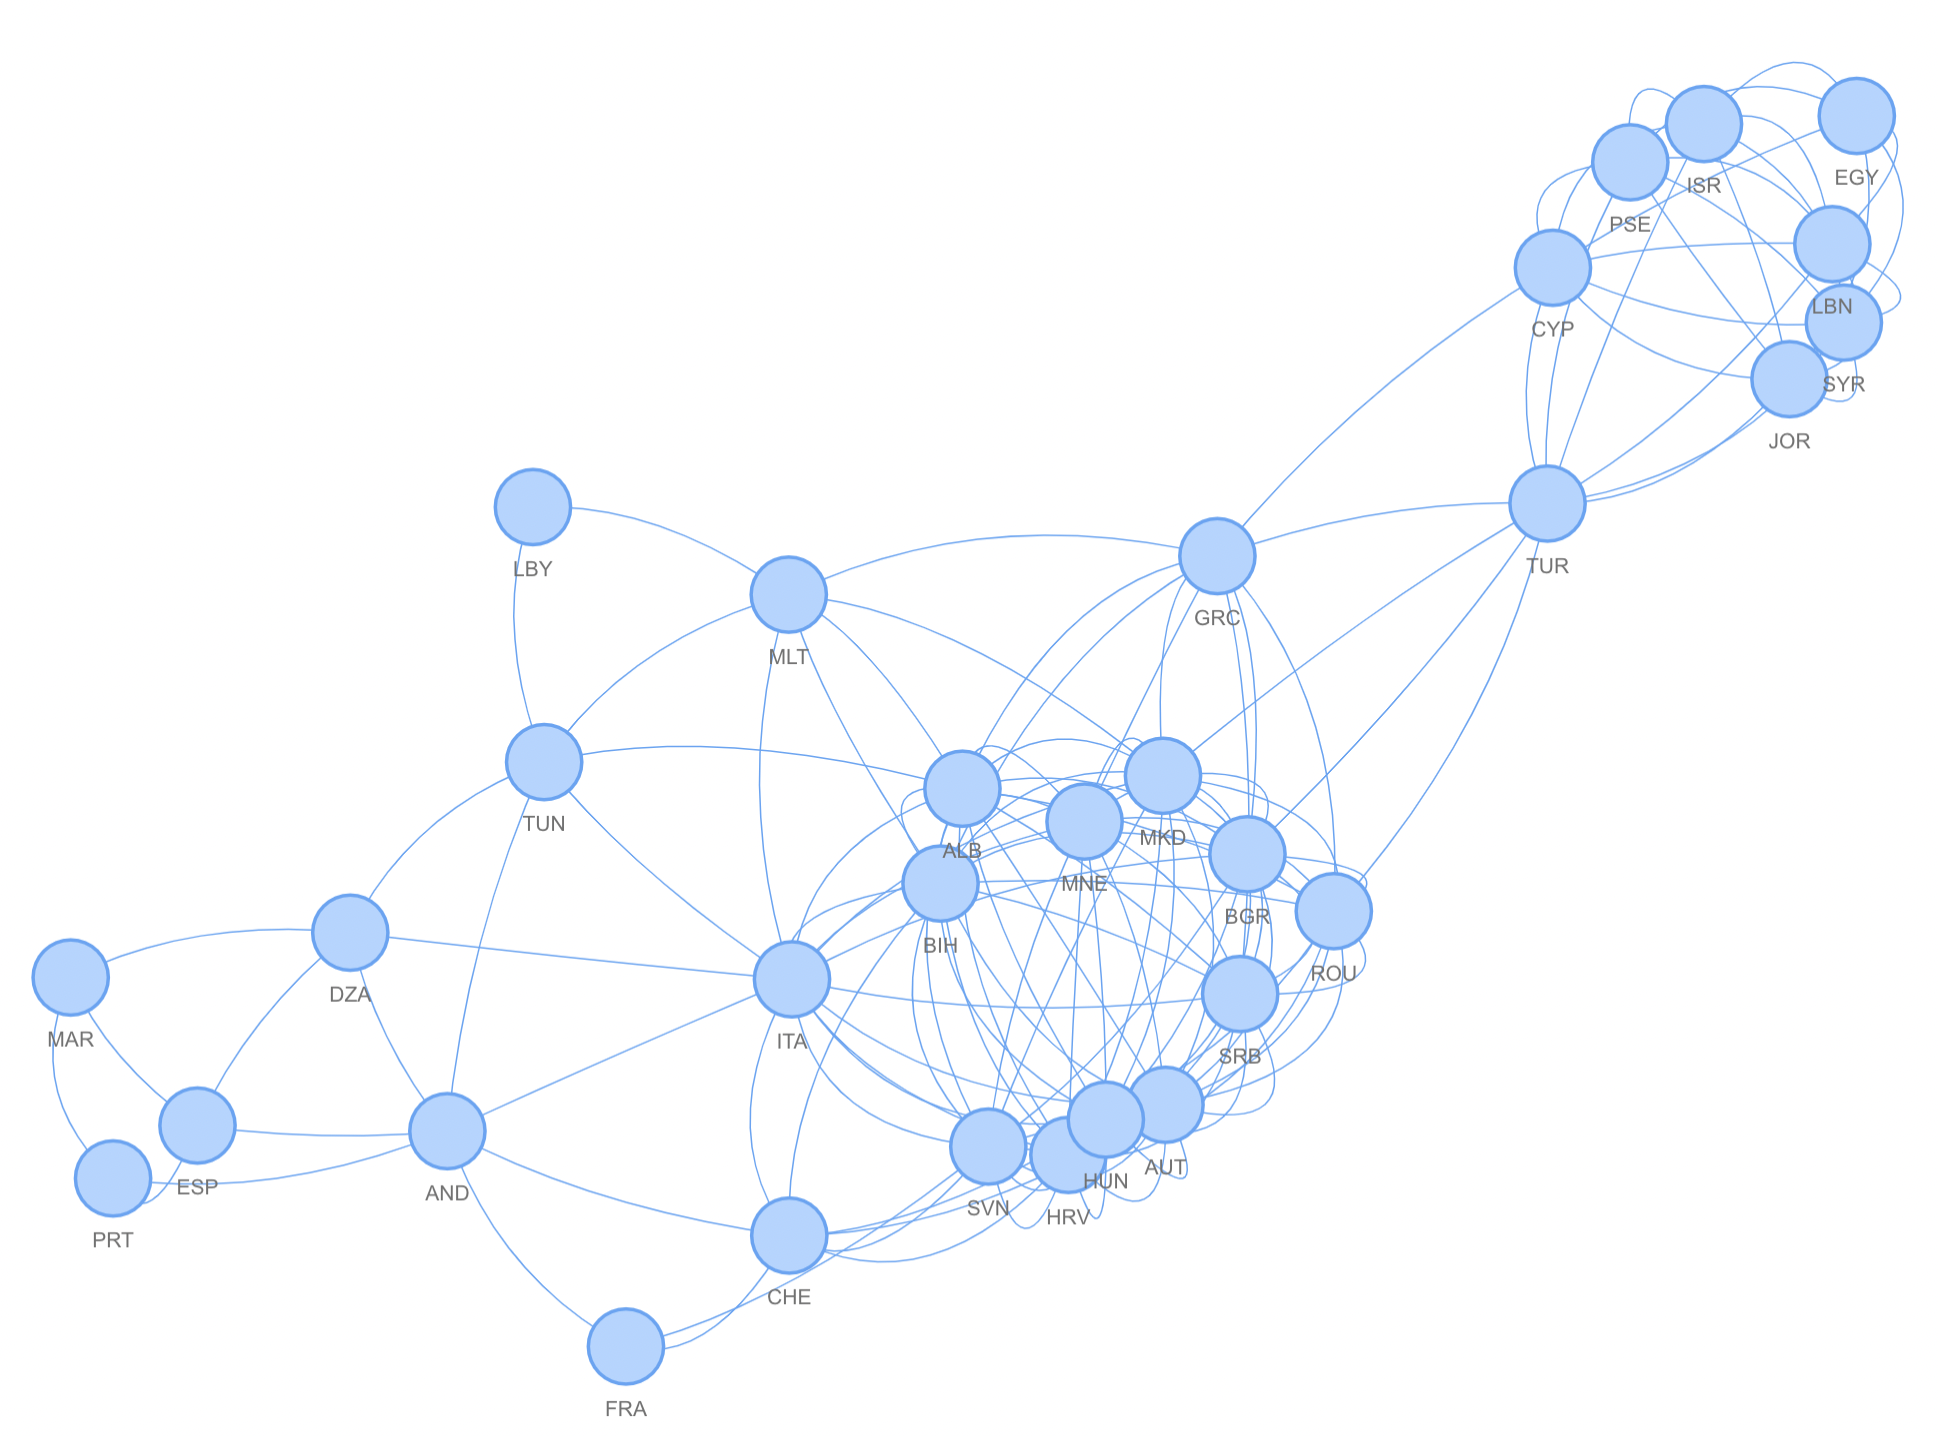 EGY
ISR
PSE
LBN
CYP
SYR
JOR
TUR
LBY
GRC
MLT
TUN
MKD
ALB
MNE
BGR
BIH
ROU
DZA
MAR
ITA
SRB
AUT
HUN
ESP
AND
SVN
HRV
PRT
CHE
FRA